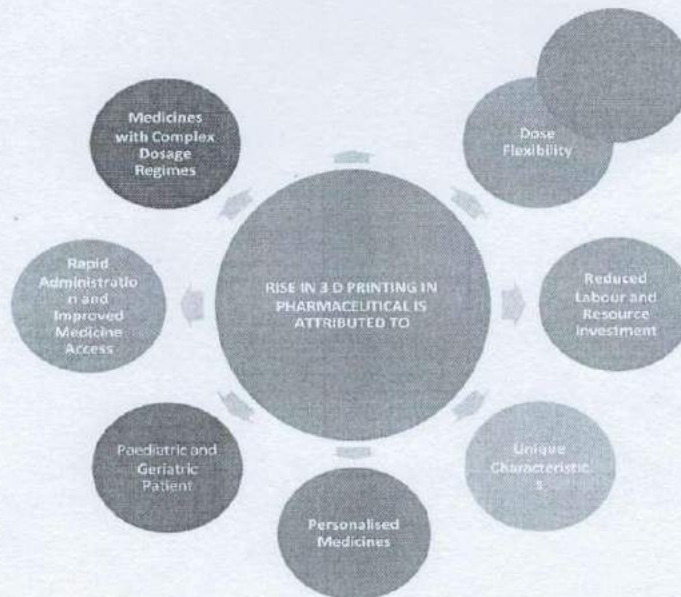 Medicines
with Complex
Dosage
Regimes
Dose
Flexibility
Rapid
Administratio
n and
Improved
Medicine
Access
RISE IN 3 D PRINTING IN
PHARMACEUTICAL IS
ATTRIBUTED TO
Reduced
Labour and
Resource
Investment
Paediatric and
Geriatric
Patient
Unique
Characteristic
s
Personalised
Medicines